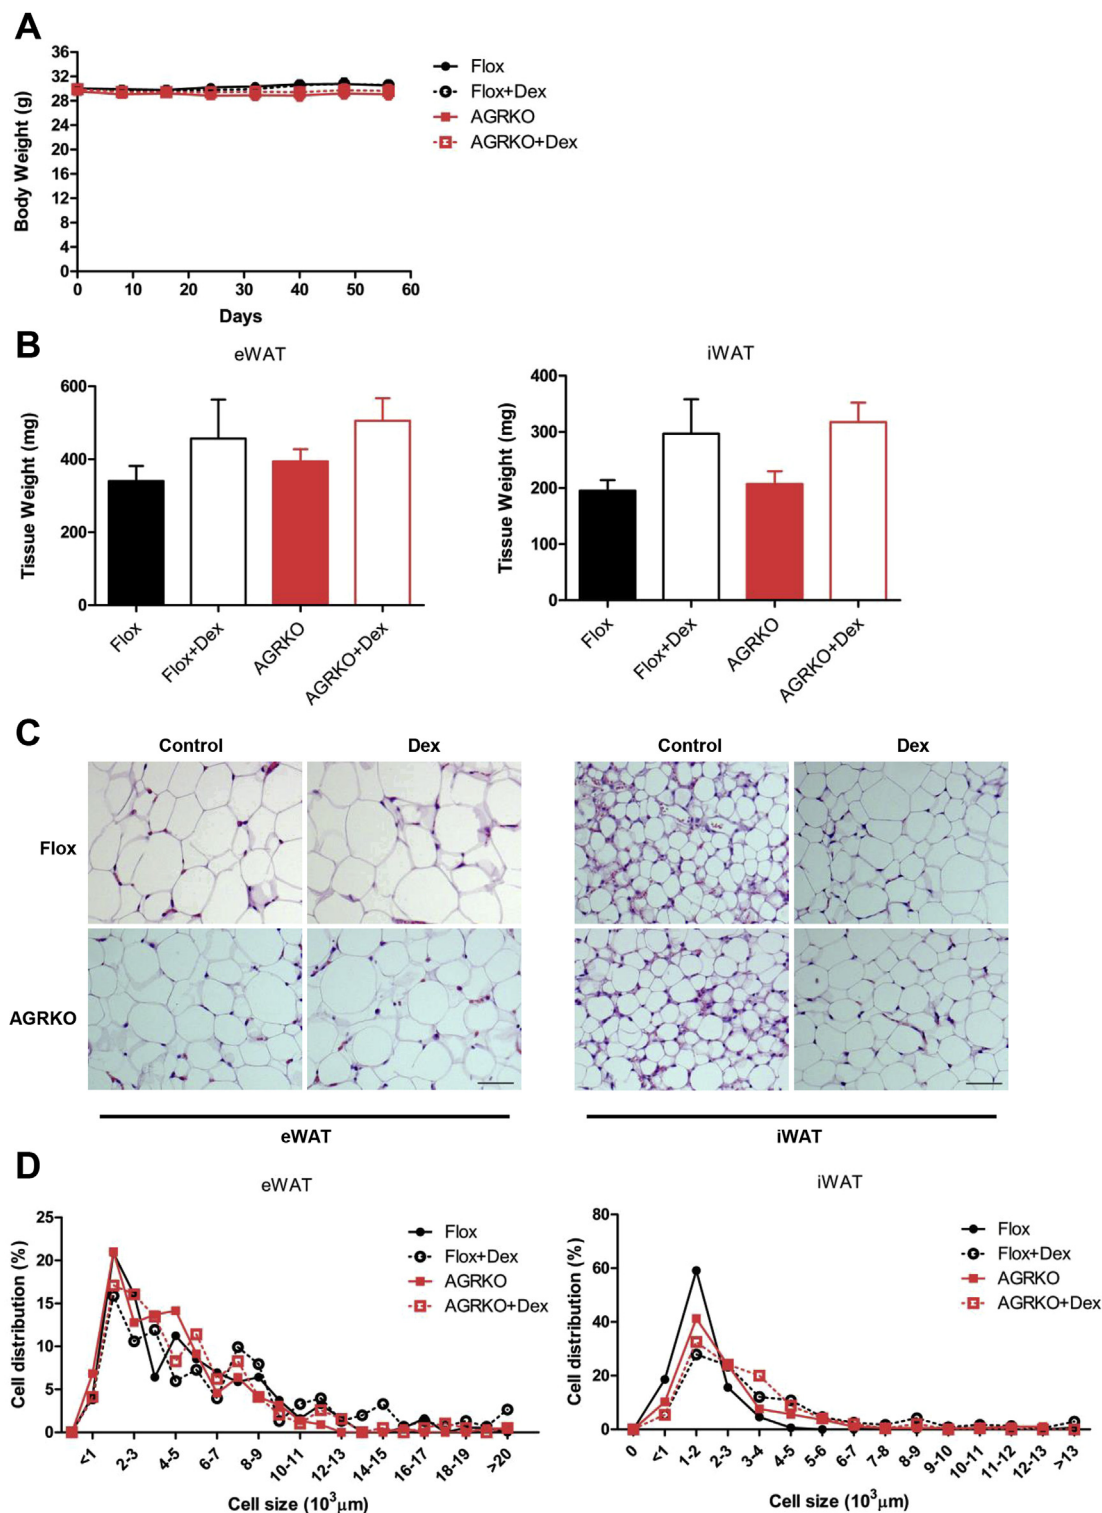 A
36
32
28
24
20
16
12
8
4
0
Body Weight (g)
0 10 20 30 40 50 60
Days
Flox
Flox+Dex
AGRKO
AGRKO+Dex
B
eWAT
600
400
200
0
Tissue Weight (mg)
Flox
Flox+Dex
AGRKO
AGRKO+Dex
iWAT
400
300
200
100
0
Tissue Weight (mg)
Flox
Flox+Dex
AGRKO
AGRKO+Dex
C
Control Dex Control Dex
Flox
AGRKO
eWAT iWAT
D
eWAT
25
20
15
10
5
0
Cell distribution (%)
<1 2-3 4-5 6-7 8-9 10-11 12-13 14-15 16-17 18-19 >20
Cell size (10³μm)
Flox
Flox+Dex
AGRKO
AGRKO+Dex
iWAT
80
60
40
20
0
Cell distribution (%)
0 <1 1-2 2-3 3-4 4-5 5-6 6-7 7-8 8-9 9-10 10-11 11-12 12-13 >13
Cell size (10³μm)
Flox
Flox+Dex
AGRKO
AGRKO+Dex